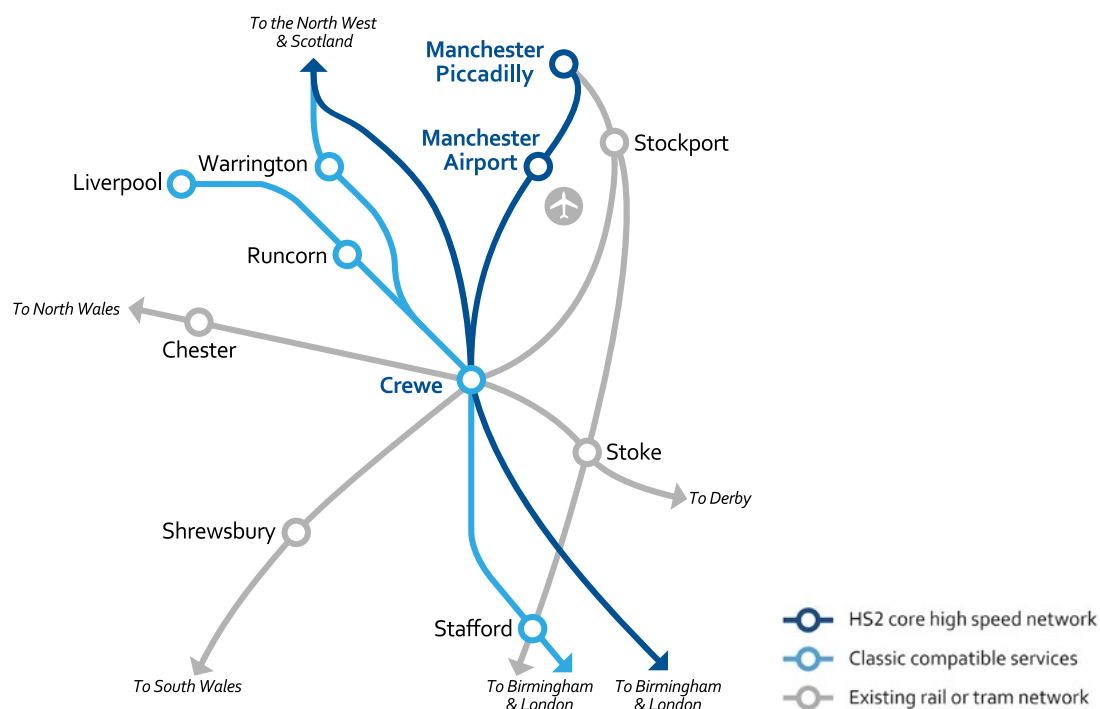 To the North West
& Scotland
Manchester
Piccadilly
Manchester
Airport
Stockport
Warrington
Liverpool
Runcorn
To North Wales
Chester
Crewe
Stoke
To Derby
Shrewsbury
Stafford
To South Wales
To Birmingham
& London
To Birmingham
& London
HS2 core high speed network
Classic compatible services
Existing rail or tram network